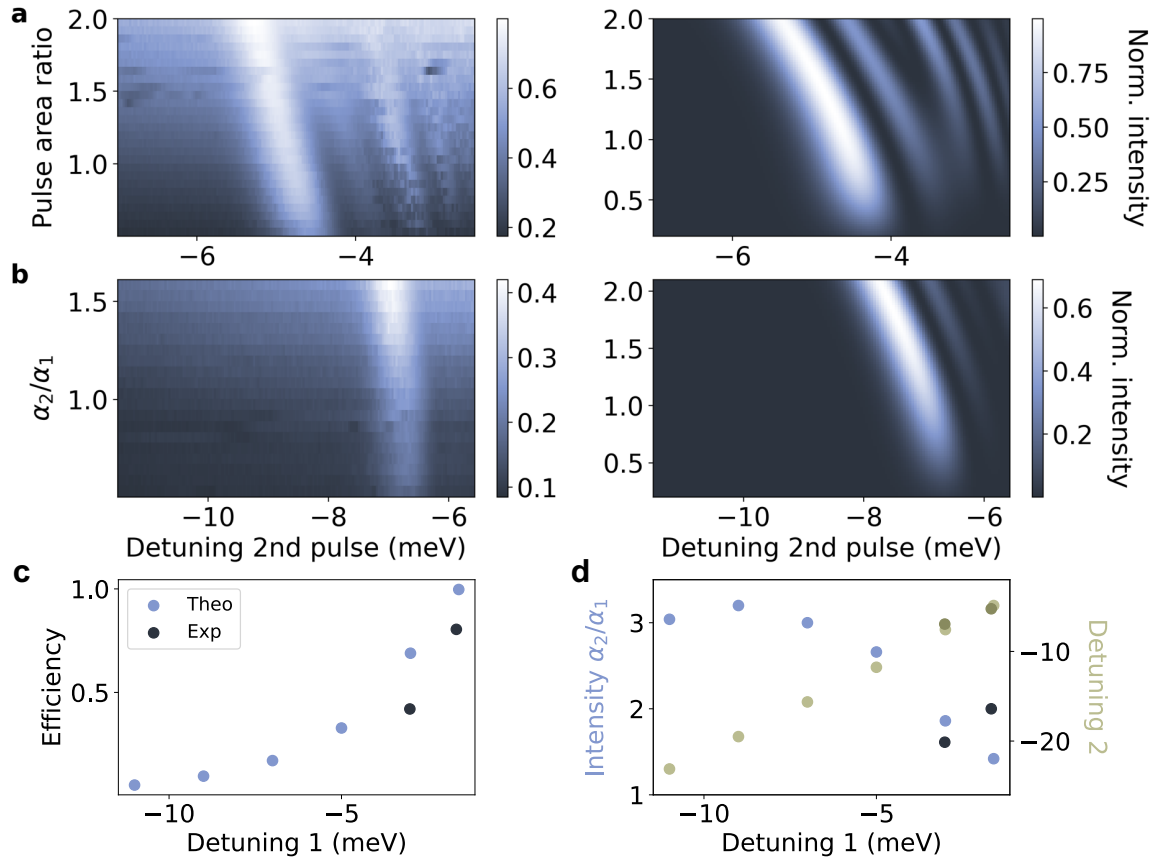 a
Pulse area ratio
2.0
1.5
1.0
−6
−4
0.6
0.4
0.2
2.0
1.5
1.0
0.5
−6
−4
0.75
0.50
0.25
Norm. intensity
b
α₂/α₁
1.5
1.0
−10
−8
−6
Detuning 2nd pulse (meV)
0.4
0.3
0.2
0.1
2.0
1.5
1.0
0.5
−10
−8
−6
Detuning 2nd pulse (meV)
0.6
0.4
0.2
Norm. intensity
c
Efficiency
1.0
0.5
Theo
Exp
−10
−5
Detuning 1 (meV)
d
Intensity α₂/α₁
3
2
1
−10
−5
Detuning 1 (meV)
−10
−20
Detuning 2